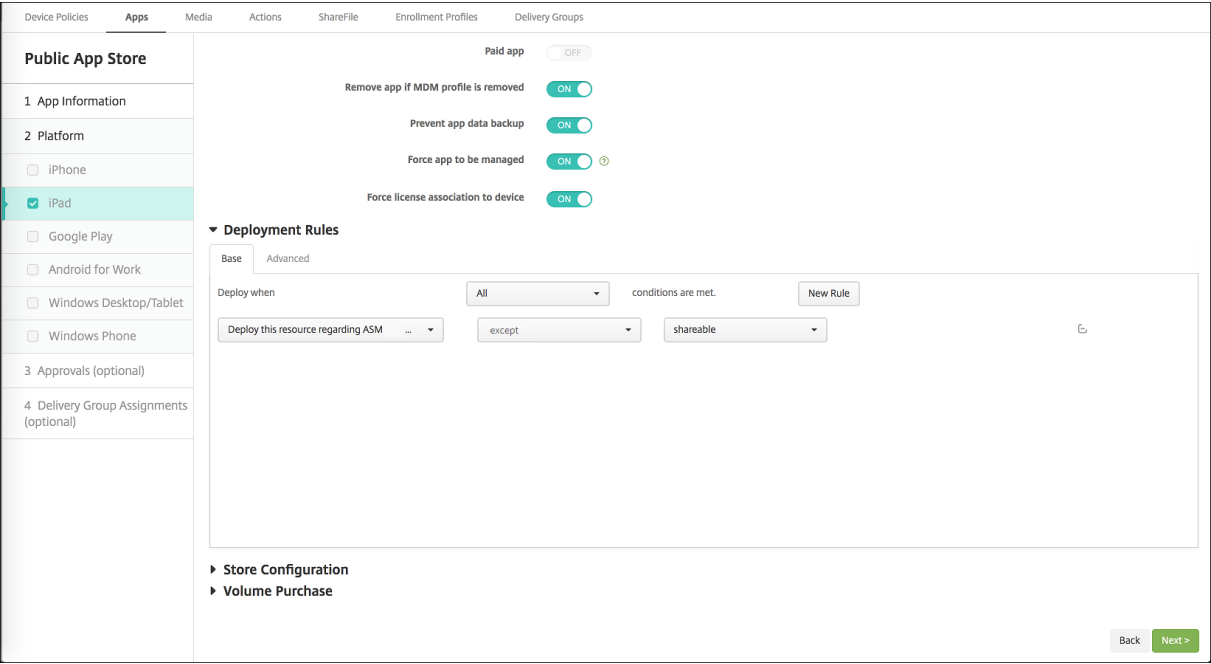 Device Policies Apps Media Actions ShareFile Enrollment Profiles Delivery Groups
Public App Store
1 App Information
2 Platform
iPhone
iPad
Google Play
Android for Work
Windows Desktop/Tablet
Windows Phone
3 Approvals (optional)
4 Delivery Group Assignments
(optional)
Paid app OFF
Remove app if MDM profile is removed ON
Prevent app data backup ON
Force app to be managed ON ?
Force license association to device ON
Deployment Rules
Base Advanced
Deploy when All conditions are met. New Rule
Deploy this resource regarding ASM ... except shareable
Store Configuration
Volume Purchase
Back Next >